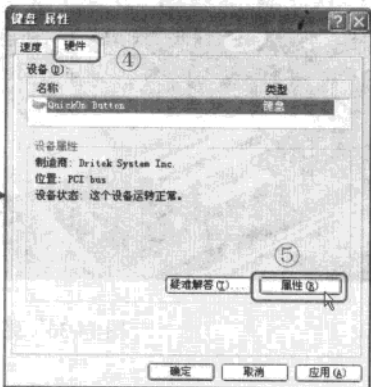 键盘 属性
速度 硬件
④
设备(D):
名称 类型
QuickOn Button 键盘
设备属性
制造商: Dritek System Inc.
位置: PCI bus
设备状态: 这个设备运转正常。
⑤
疑难解答(T)... 属性(R)
确定 取消 应用(A)